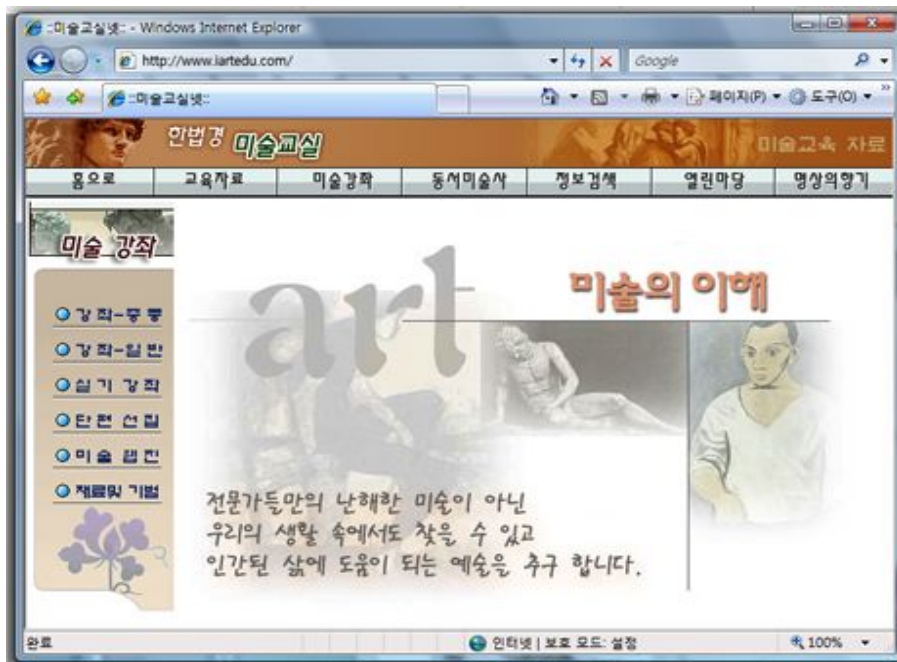 ::미술교실넷:: - Windows Internet Explorer
http://www.iartedu.com/
Google
::미술교실넷::
페이지(P)
도구(O)
한법경 미술교실
미술교육 자료
홈으로 교육자료 미술강좌 동서미술사 정보검색 열린마당 명상의향기
미술 강좌
art
미술의 이해
강 좌-중 등
강 좌-일 반
실 기 강 좌
단 편 선 집
미 술 웹 진
재료및 기법
전문가들만의 난해한 미술이 아닌
우리의 생활 속에서도 찾을 수 있고
인간된 삶에 도움이 되는 예술을 추구 합니다.
완료
인터넷 | 보호 모드: 설정
100%